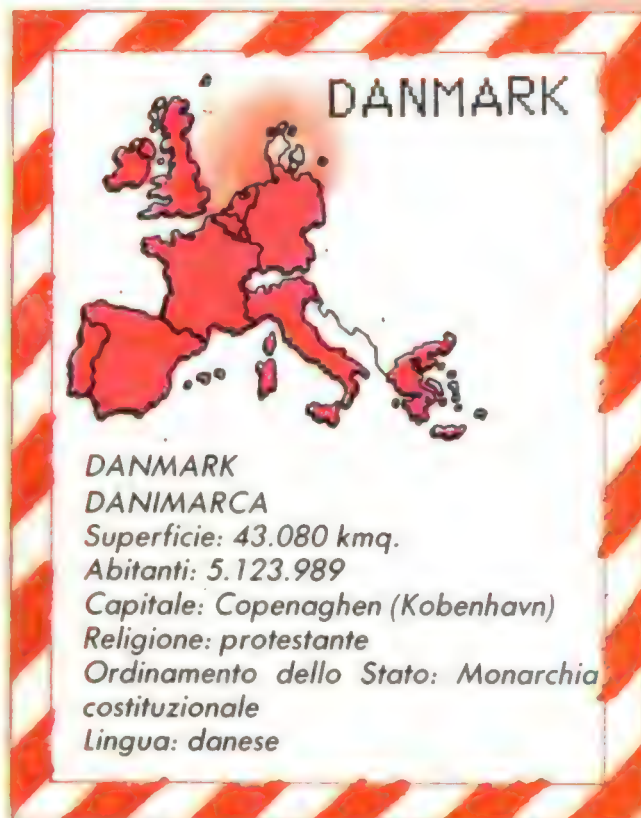 DANMARK
DANMARK
DANIMARCA
Superficie: 43.080 kmq.
Abitanti: 5.123.989
Capitale: Copenaghen (Kobenhavn)
Religione: protestante
Ordinamento dello Stato: Monarchia
costituzionale
Lingua: danese